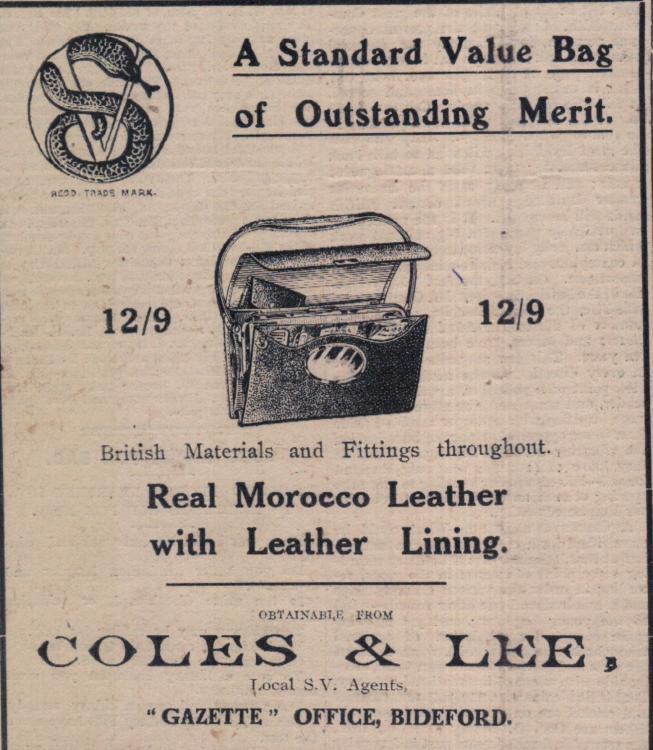 A Standard Value Bag
of Outstanding Merit.
REGD. TRADE MARK.
12/9
12/9
British Materials and Fittings throughout.
Real Morocco Leather
with Leather Lining.
OBTAINABLE FROM
COLES & LEE,
Local S.V. Agents,
"GAZETTE" OFFICE, BIDEFORD.